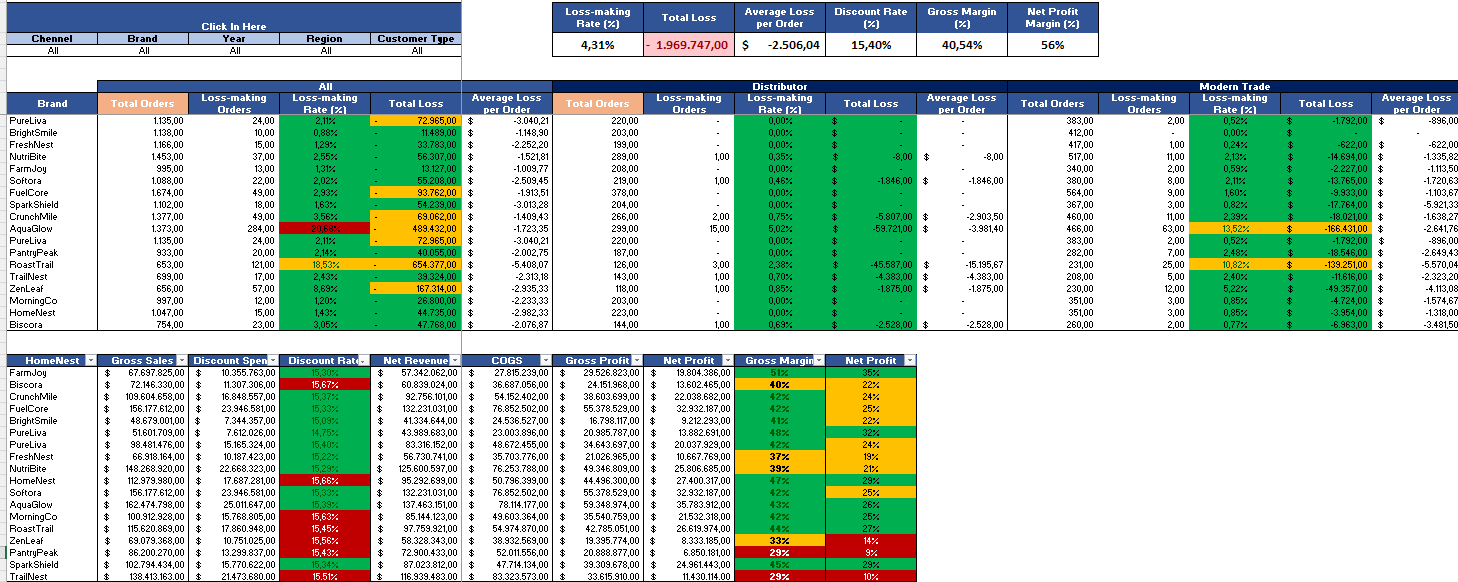 Loss-making Rate (%) Total Loss Average Loss per Order Discount Rate (%) Gross Margin (%) Net Profit Margin (%)
4,31% - 1.969.747,00 $ -2.506,04 15,40% 40,54% 56%
Click In Here
Chennel Brand Year Region Customer Type
All All All All All
All Distributor Modern Trade
Brand Total Orders Loss-making Orders Loss-making Rate (%) Total Loss Average Loss per Order Total Orders Loss-making Orders Loss-making Rate (%) Total Loss Average Loss per Order Total Orders Loss-making Orders Loss-making Rate (%) Total Loss Average Loss per Order
PureLiva 1.135,00 24,00 2,11% - 72.965,00 $ -3.040,21 220,00 - 0,00% $ - - 383,00 2,00 0,52% $ -1.792,00 $ -896,00
BrightSmile 1.138,00 10,00 0,88% - 11.489,00 $ -1.148,90 203,00 - 0,00% $ - - 412,00 - 0,00% $ - -
FreshNest 1.166,00 15,00 1,29% - 33.783,00 $ -2.252,20 199,00 - 0,00% $ - - 417,00 1,00 0,24% $ -622,00 $ -622,00
NutriBite 1.453,00 37,00 2,55% - 56.307,00 $ -1.521,81 289,00 1,00 0,35% $ -8,00 $ -8,00 517,00 11,00 2,13% $ -14.694,00 $ -1.335,82
FarmJoy 995,00 13,00 1,31% - 13.127,00 $ -1.009,77 208,00 - 0,00% $ - - 340,00 2,00 0,59% $ -2.227,00 $ -1.113,50
Softora 1.088,00 22,00 2,02% - 55.208,00 $ -2.509,45 219,00 1,00 0,46% $ -1.846,00 $ -1.846,00 380,00 8,00 2,11% $ -13.765,00 $ -1.720,63
FuelCore 1.674,00 49,00 2,93% - 93.762,00 $ -1.913,51 378,00 - 0,00% $ - - 564,00 9,00 1,60% $ -9.933,00 $ -1.103,67
SparkShield 1.102,00 18,00 1,63% - 54.239,00 $ -3.013,28 204,00 - 0,00% $ - - 367,00 3,00 0,82% $ -17.764,00 $ -5.921,33
CrunchMile 1.377,00 49,00 3,56% - 69.062,00 $ -1.409,43 266,00 2,00 0,75% $ -5.807,00 $ -2.903,50 460,00 11,00 2,39% $ -18.021,00 $ -1.638,27
AquaGlow 1.373,00 284,00 20,68% - 489.432,00 $ -1.723,35 299,00 15,00 5,02% $ -59.721,00 $ -3.981,40 466,00 63,00 13,52% $ -166.431,00 $ -2.641,76
PureLiva 1.135,00 24,00 2,11% - 72.965,00 $ -3.040,21 220,00 - 0,00% $ - - 383,00 2,00 0,52% $ -1.792,00 $ -896,00
PantryPeak 933,00 20,00 2,14% - 40.055,00 $ -2.002,75 187,00 - 0,00% $ - - 282,00 7,00 2,48% $ -18.546,00 $ -2.649,43
RoastTrail 653,00 121,00 18,53% - 654.377,00 $ -5.408,07 126,00 3,00 2,38% $ -45.587,00 $ -15.195,67 231,00 25,00 10,82% $ -139.251,00 $ -5.570,04
TrailNest 699,00 17,00 2,43% - 39.324,00 $ -2.313,18 143,00 1,00 0,70% $ -4.383,00 $ -4.383,00 208,00 5,00 2,40% $ -11.616,00 $ -2.323,20
ZenLeaf 656,00 57,00 8,69% - 167.314,00 $ -2.935,33 118,00 1,00 0,85% $ -1.875,00 $ -1.875,00 230,00 12,00 5,22% $ -49.357,00 $ -4.113,08
MorningCo 997,00 12,00 1,20% - 26.800,00 $ -2.233,33 203,00 - 0,00% $ - - 351,00 3,00 0,85% $ -4.724,00 $ -1.574,67
HomeNest 1.047,00 15,00 1,43% - 44.735,00 $ -2.982,33 223,00 - 0,00% $ - - 351,00 3,00 0,85% $ -3.954,00 $ -1.318,00
Biscora 754,00 23,00 3,05% - 47.768,00 $ -2.076,87 144,00 1,00 0,69% $ -2.528,00 $ -2.528,00 260,00 2,00 0,77% $ -6.963,00 $ -3.481,50
HomeNest Gross Sales Discount Spen Discount Rate Net Revenue COGS Gross Profit Net Profit Gross Margin Net Profit
FarmJoy $ 67.697.825,00 $ 10.355.763,00 15,30% $ 57.342.062,00 $ 27.815.239,00 $ 29.526.823,00 $ 19.804.386,00 51% 35%
Biscora $ 72.146.330,00 $ 11.307.306,00 15,67% $ 60.839.024,00 $ 36.687.056,00 $ 24.151.968,00 $ 13.602.465,00 40% 22%
CrunchMile $ 109.604.658,00 $ 16.848.557,00 15,37% $ 92.756.101,00 $ 54.152.402,00 $ 38.603.699,00 $ 22.038.682,00 42% 24%
FuelCore $ 156.177.612,00 $ 23.946.581,00 15,33% $ 132.231.031,00 $ 76.852.502,00 $ 55.378.529,00 $ 32.932.187,00 42% 25%
BrightSmile $ 48.679.001,00 $ 7.344.357,00 15,09% $ 41.334.644,00 $ 24.536.527,00 $ 16.798.117,00 $ 9.212.293,00 41% 22%
PureLiva $ 51.601.709,00 $ 7.612.026,00 14,75% $ 43.989.683,00 $ 23.003.896,00 $ 20.985.787,00 $ 13.882.691,00 48% 32%
PureLiva $ 98.481.476,00 $ 15.165.324,00 15,40% $ 83.316.152,00 $ 48.672.455,00 $ 34.643.697,00 $ 20.037.929,00 42% 24%
FreshNest $ 66.918.164,00 $ 10.187.423,00 15,22% $ 56.730.741,00 $ 35.703.776,00 $ 21.026.965,00 $ 10.667.769,00 37% 19%
NutriBite $ 148.268.920,00 $ 22.668.323,00 15,29% $ 125.600.597,00 $ 76.253.788,00 $ 49.346.809,00 $ 25.806.685,00 39% 21%
HomeNest $ 112.979.980,00 $ 17.687.281,00 15,66% $ 95.292.699,00 $ 50.796.399,00 $ 44.496.300,00 $ 27.400.317,00 47% 29%
Softora $ 156.177.612,00 $ 23.946.581,00 15,33% $ 132.231.031,00 $ 76.852.502,00 $ 55.378.529,00 $ 32.932.187,00 42% 25%
AquaGlow $ 162.474.798,00 $ 25.011.647,00 15,39% $ 137.463.151,00 $ 78.114.177,00 $ 59.348.974,00 $ 35.783.912,00 43% 26%
MorningCo $ 100.912.928,00 $ 15.768.805,00 15,63% $ 85.144.123,00 $ 49.603.364,00 $ 35.540.759,00 $ 21.532.318,00 42% 25%
RoastTrail $ 115.620.869,00 $ 17.860.948,00 15,45% $ 97.759.921,00 $ 54.974.870,00 $ 42.785.051,00 $ 26.619.974,00 44% 27%
ZenLeaf $ 69.079.368,00 $ 10.751.025,00 15,56% $ 58.328.343,00 $ 38.932.569,00 $ 19.395.774,00 $ 8.333.185,00 33% 14%
PantryPeak $ 86.200.270,00 $ 13.299.837,00 15,43% $ 72.900.433,00 $ 52.011.556,00 $ 20.888.877,00 $ 6.850.181,00 29% 9%
SparkShield $ 102.794.434,00 $ 15.770.622,00 15,34% $ 87.023.812,00 $ 47.714.134,00 $ 39.309.678,00 $ 24.961.443,00 45% 29%
TrailNest $ 138.413.163,00 $ 21.473.680,00 15,51% $ 116.939.483,00 $ 83.323.573,00 $ 33.615.910,00 $ 11.430.114,00 29% 10%